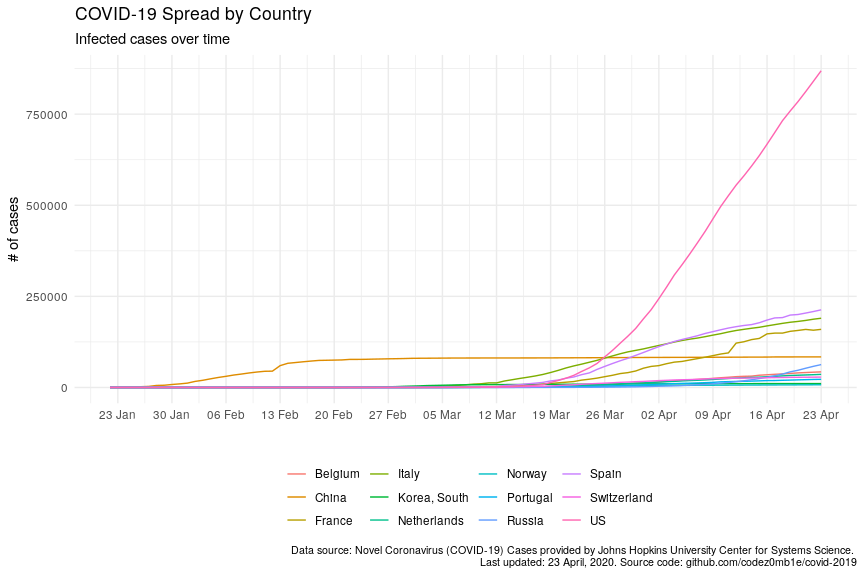 COVID-19 Spread by Country
Infected cases over time
# of cases
750000
500000
250000
0
23 Jan 30 Jan 06 Feb 13 Feb 20 Feb 27 Feb 05 Mar 12 Mar 19 Mar 26 Mar 02 Apr 09 Apr 16 Apr 23 Apr
Belgium Italy Norway Spain
China Korea, South Portugal Switzerland
France Netherlands Russia US
Data source: Novel Coronavirus (COVID-19) Cases provided by Johns Hopkins University Center for Systems Science.
Last updated: 23 April, 2020. Source code: github.com/codez0mb1e/covid-2019